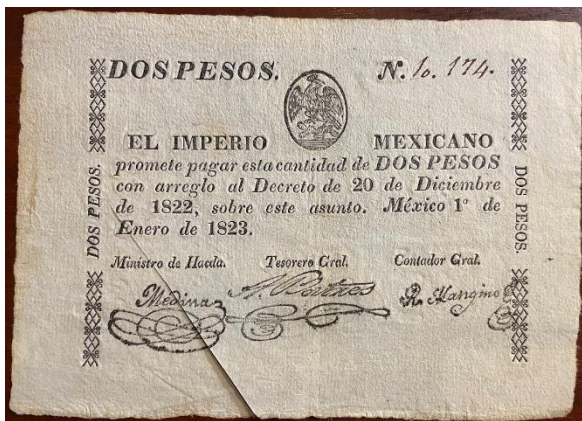 DOS PESOS. N. 10. 174.
EL IMPERIO MEXICANO
promete pagar esta cantidad de DOS PESOS
con arreglo al Decreto de 20 de Diciembre
de 1822, sobre este asunto. México 1º de
Enero de 1823.
Ministro de Hacda. Tesorero Gral. Contador Gral.
Medina R. Mangino
DOS PESOS.
DOS PESOS.